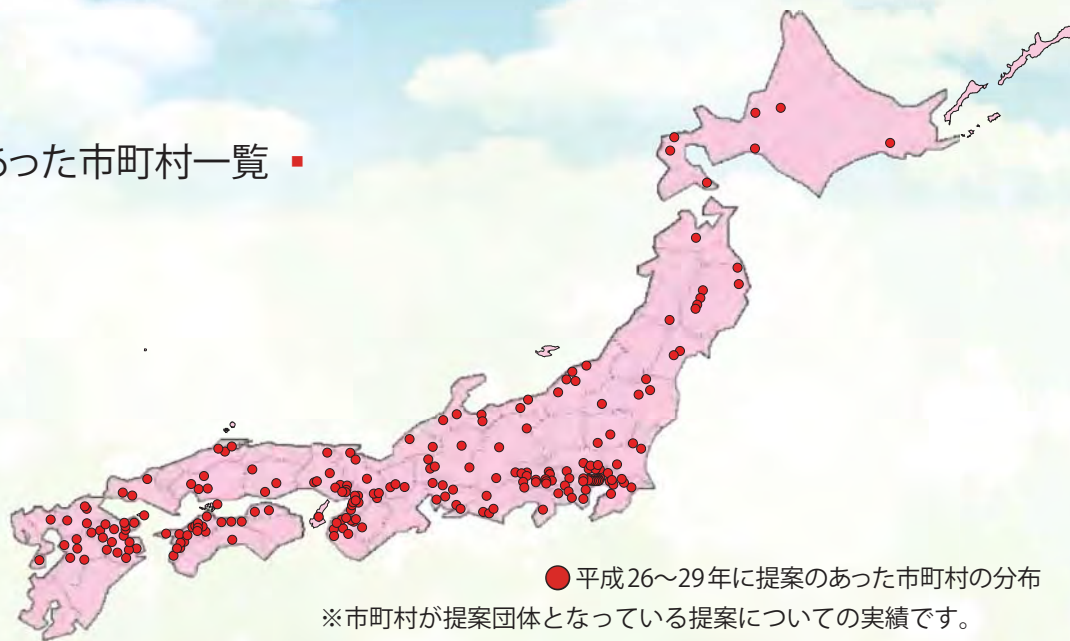 った市町村一覧 ■
● 平成26～29年に提案のあった市町村の分布
※市町村が提案団体となっている提案についての実績です。